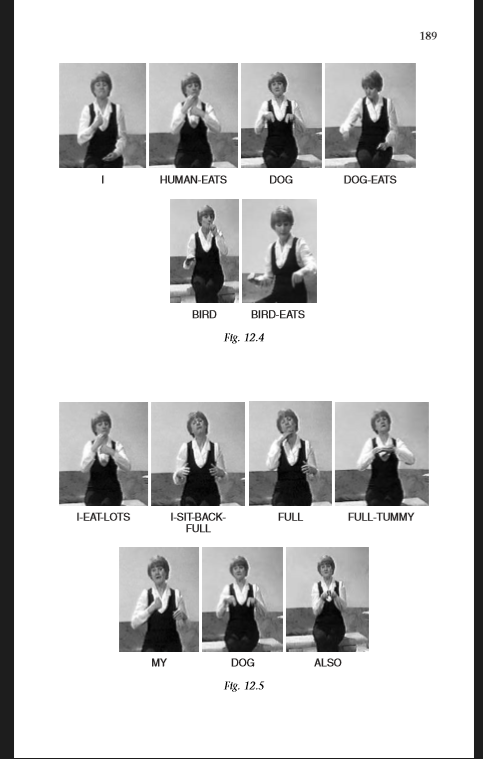 189
I HUMAN-EATS DOG DOG-EATS
BIRD BIRD-EATS
Fig. 12.4
I-EAT-LOTS I-SIT-BACK- FULL FULL-TUMMY
FULL
MY DOG ALSO
Fig. 12.5